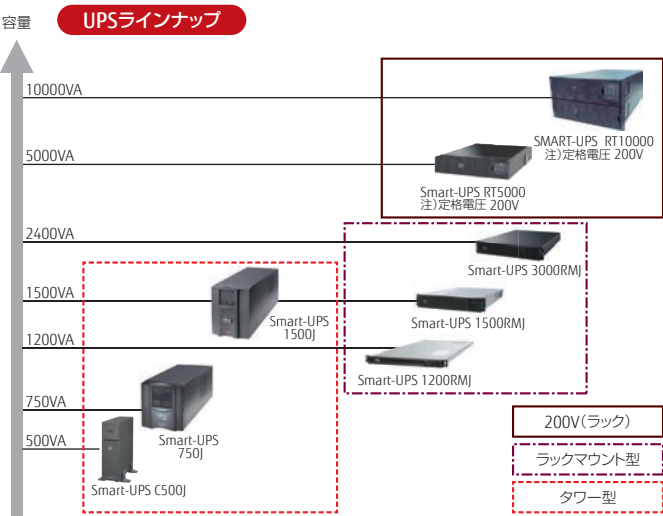 容量
UPSラインナップ
10000VA
SMART-UPS RT10000
注）定格電圧 200V
5000VA
Smart-UPS RT5000
注）定格電圧 200V
2400VA
Smart-UPS 3000RMJ
1500VA
Smart-UPS
1500J
Smart-UPS 1500RMJ
1200VA
Smart-UPS 1200RMJ
750VA
Smart-UPS
750J
500VA
Smart-UPS C500J
200V（ラック）
ラックマウント型
タワー型